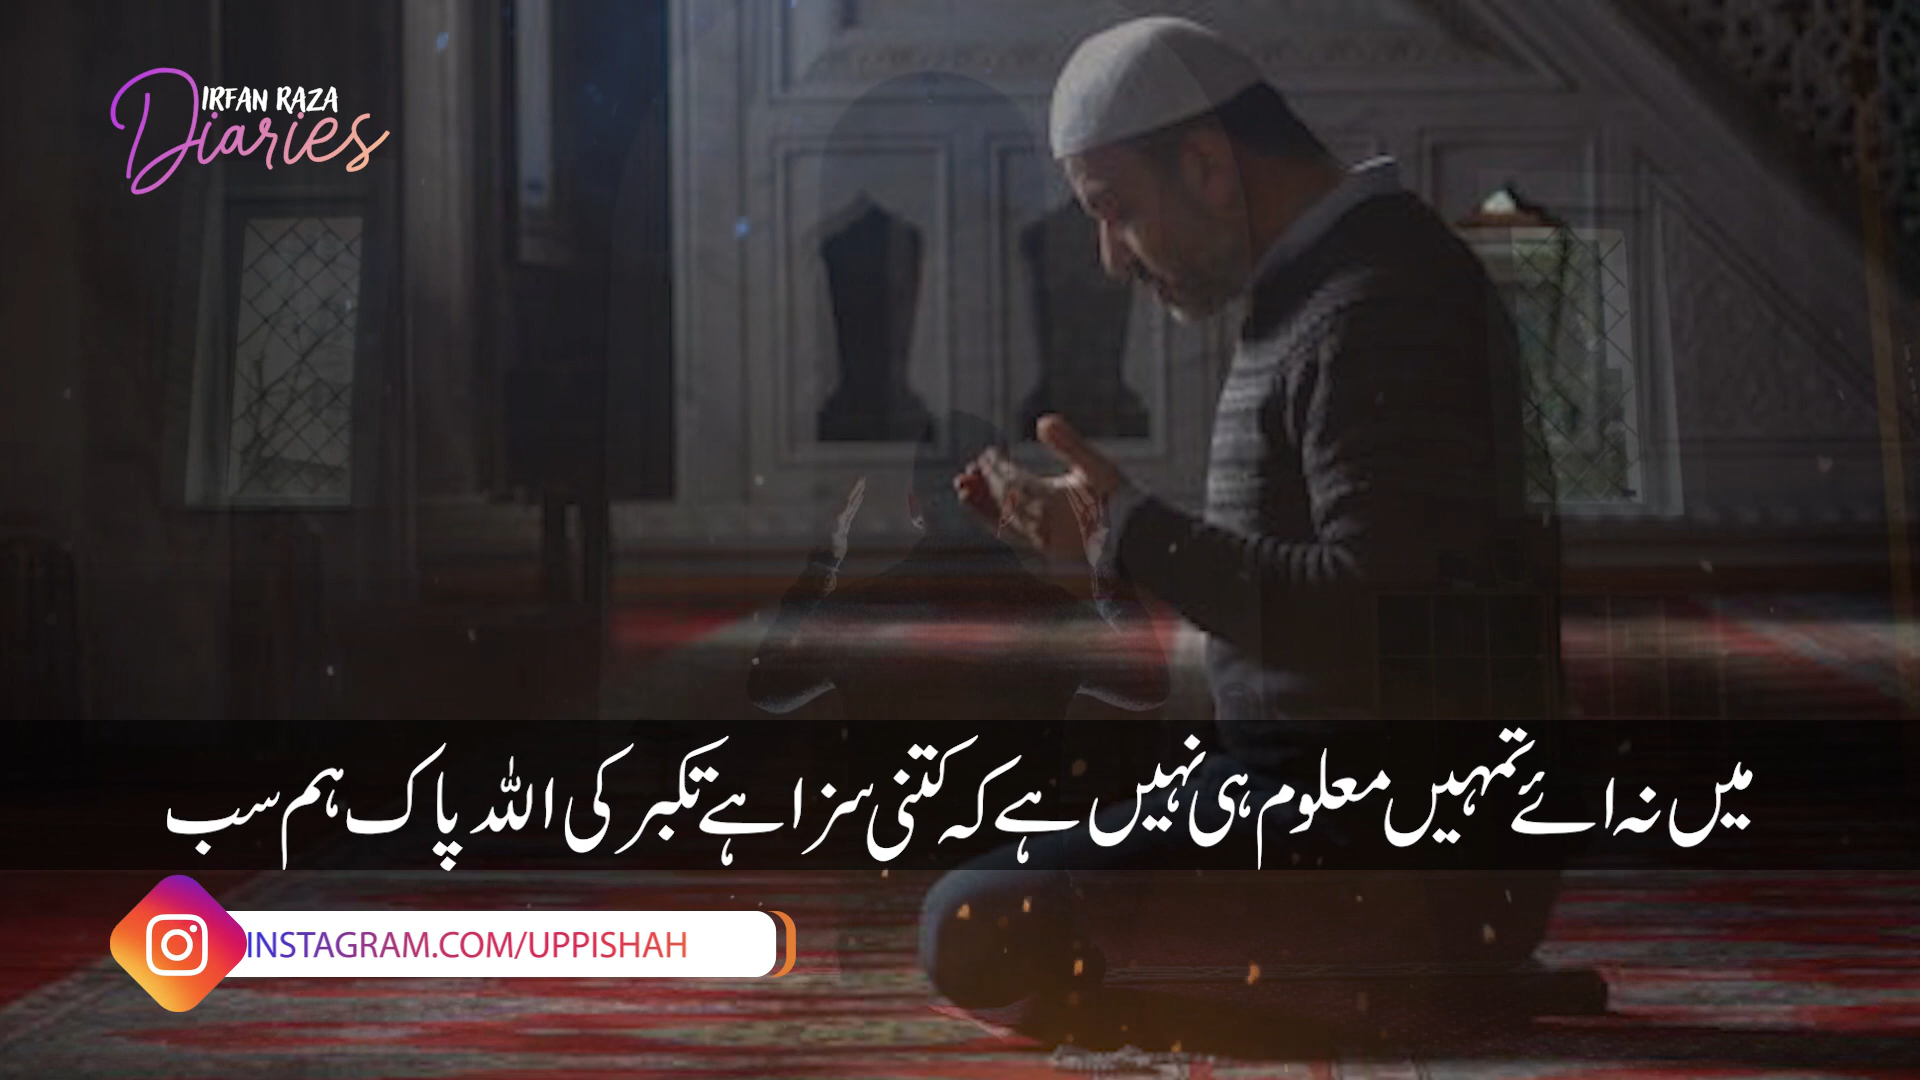 IRFAN RAZA
Diaries
میں نہ ائے تمہیں معلوم ہی نہیں ہے کہ کتنی سزا ہے تکبر کی اللہ پاک ہم سب
INSTAGRAM.COM/UPPISHAH